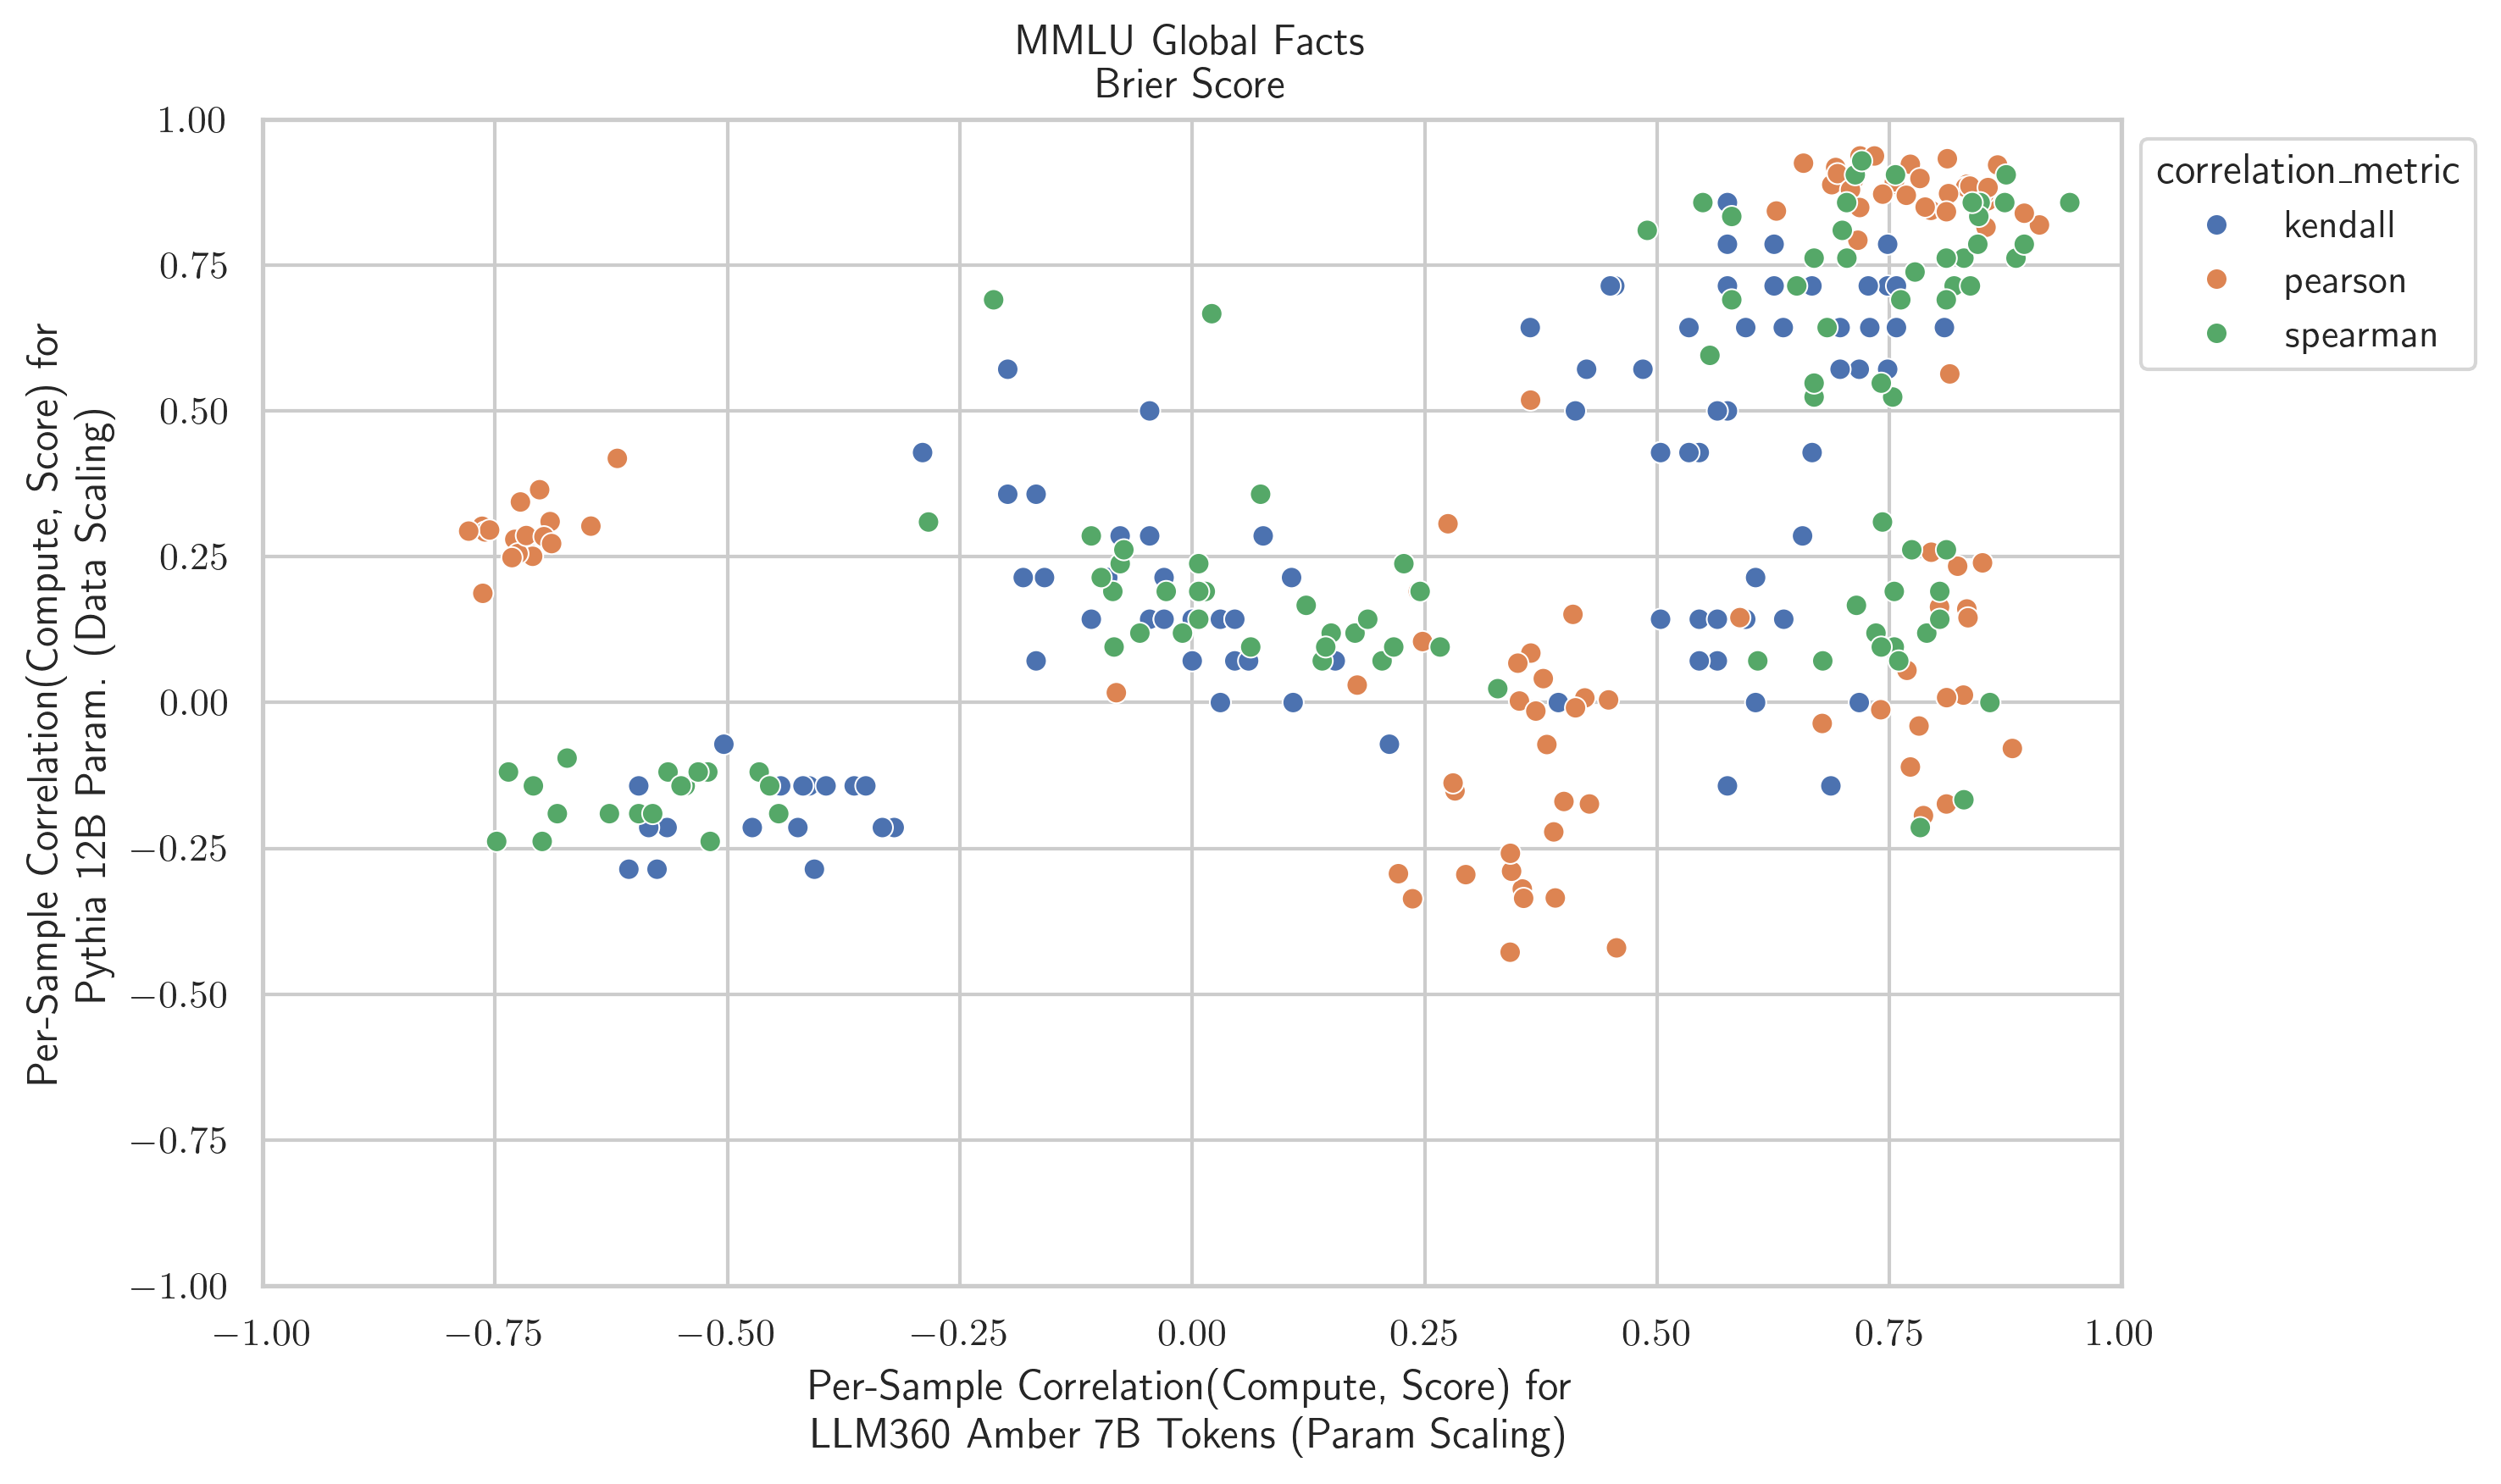 MMLU Global Facts
Brier Score
Per-Sample Correlation(Compute, Score) for
Pythia 12B Param. (Data Scaling)
1.00
0.75
0.50
0.25
0.00
−0.25
−0.50
−0.75
−1.00
−1.00
−0.75
−0.50
−0.25
0.00
0.25
0.50
0.75
1.00
Per-Sample Correlation(Compute, Score) for
LLM360 Amber 7B Tokens (Param Scaling)
correlation_metric
kendall
pearson
spearman